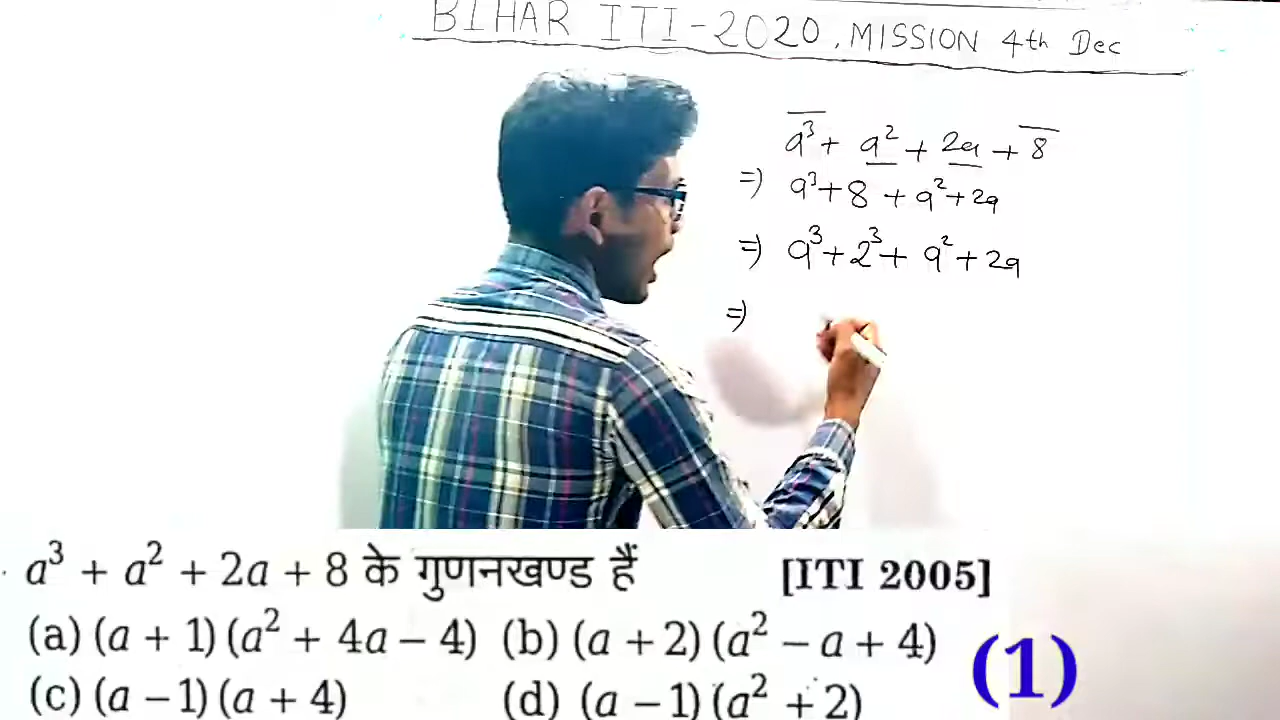 BIHAR ITI-2020, MISSION 4th Dec
a³ + a² + 2a + 8
=) a³ + 8 + a² + 2a
=) a³ + 2³ + a² + 2a
=)
a³ + a² + 2a + 8 के गुणनखण्ड हैं [ITI 2005]
(a) (a + 1) (a² + 4a − 4) (b) (a + 2) (a² − a + 4)
(c) (a − 1) (a + 4) (d) (a − 1) (a² + 2)
(1)